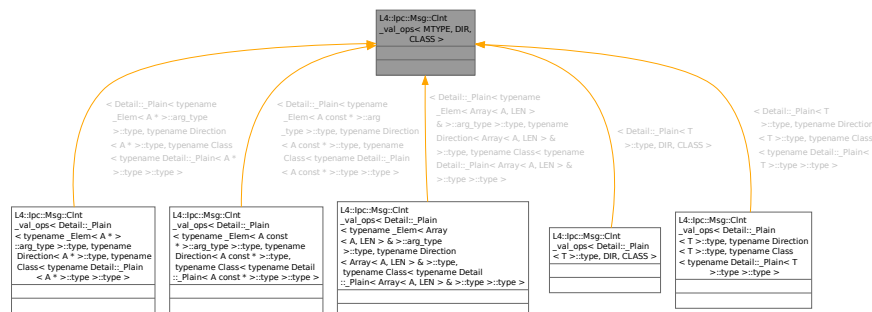 L4::Ipc::Msg::Clnt
_val_ops< MTYPE, DIR,
CLASS >
< Detail::_Plain< typename
_Elem< A * >::arg_type
>::type, typename Direction
< A * >::type, typename Class
< typename Detail::_Plain< A *
>::type >::type >
< Detail::_Plain< typename
_Elem< A const * >::arg
_type >::type, typename Direction
< A const * >::type, typename
Class< typename Detail::_Plain
< A const * >::type >::type >
< Detail::_Plain< typename
_Elem< Array< A, LEN >
& >::arg_type >::type, typename
Direction< Array< A, LEN > &
>::type, typename Class< typename
Detail::_Plain< Array< A, LEN > &
>::type >::type >
< Detail::_Plain< T
>::type, DIR, CLASS >
< Detail::_Plain< T
>::type, typename Direction
< T >::type, typename Class
< typename Detail::_Plain<
T >::type >::type >
L4::Ipc::Msg::Clnt
_val_ops< Detail::_Plain
< typename _Elem< A * >
::arg_type >::type, typename
Direction< A * >::type, typename
Class< typename Detail::_Plain
< A * >::type >::type >
L4::Ipc::Msg::Clnt
_val_ops< Detail::_Plain
< typename _Elem< A const
* >::arg_type >::type, typename
Direction< A const * >::type,
typename Class< typename Detail
::_Plain< A const * >::type >::type >
L4::Ipc::Msg::Clnt
_val_ops< Detail::_Plain
< typename _Elem< Array
< A, LEN > & >::arg_type
>::type, typename Direction
< Array< A, LEN > & >::type,
typename Class< typename Detail
::_Plain< Array< A, LEN > & >::type >::type >
L4::Ipc::Msg::Clnt
_val_ops< Detail::_Plain
< T >::type, DIR, CLASS >
L4::Ipc::Msg::Clnt
_val_ops< Detail::_Plain
< T >::type, typename Direction
< T >::type, typename Class
< typename Detail::_Plain< T
>::type >::type >